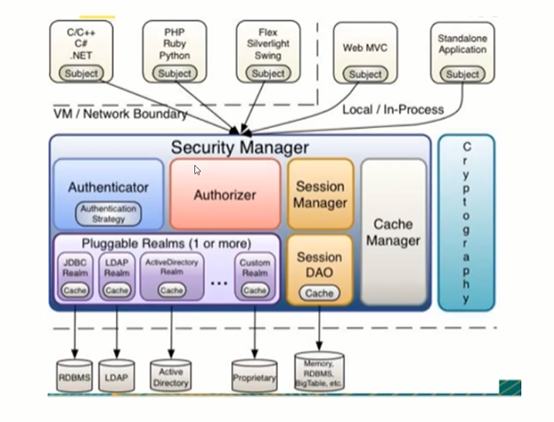 C/C++
C#
.NET
Subject
PHP
Ruby
Python
Subject
Flex
Silverlight
Swing
Subject
Web MVC
Subject
Standalone
Application
Subject
VM / Network Boundary
Local / In-Process
Security Manager
Authenticator
Authentication
Strategy
Authorizer
Session
Manager
Cache
Manager
Cryptography
Pluggable Realms (1 or more)
JDBC
Realm
Cache
LDAP
Realm
Cache
ActiveDirectory
Realm
Cache
...
Custom
Realm
Cache
Session
DAO
Cache
RDBMS
LDAP
Active
Directory
Proprietary
Memory,
RDBMS,
BigTable, etc.